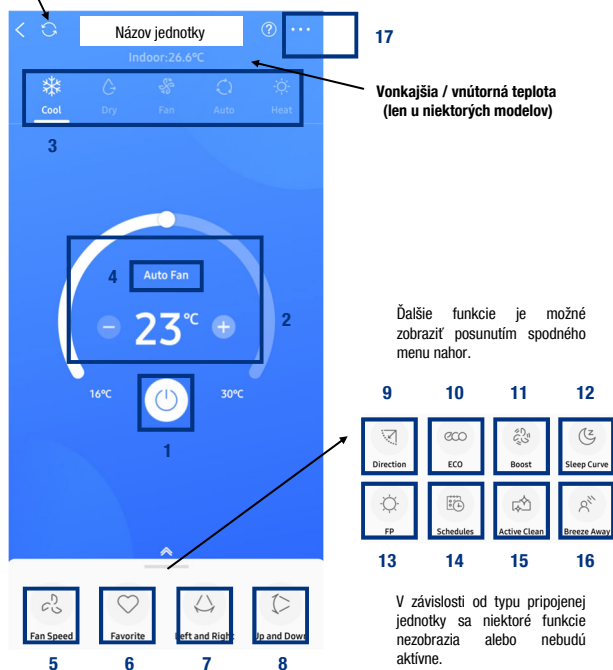 Názov jednotky
17
Indoor:26.6℃
Vonkajšia / vnútorná teplota
(len u niektorých modelov)
Cool Dry Fan Auto Heat
3
4 Auto Fan
23℃ 2
16℃ 30℃
1
Ďalšie funkcie je možné
zobraziť posunutím spodného
menu nahor.
9 10 11 12
Direction ECO Boost Sleep Curve
FP Schedules Active Clean Breeze Away
13 14 15 16
V závislosti od typu pripojenej
jednotky sa niektoré funkcie
nezobrazia alebo nebudú
aktívne.
Fan Speed Favorite Left and Right Up and Down
5 6 7 8